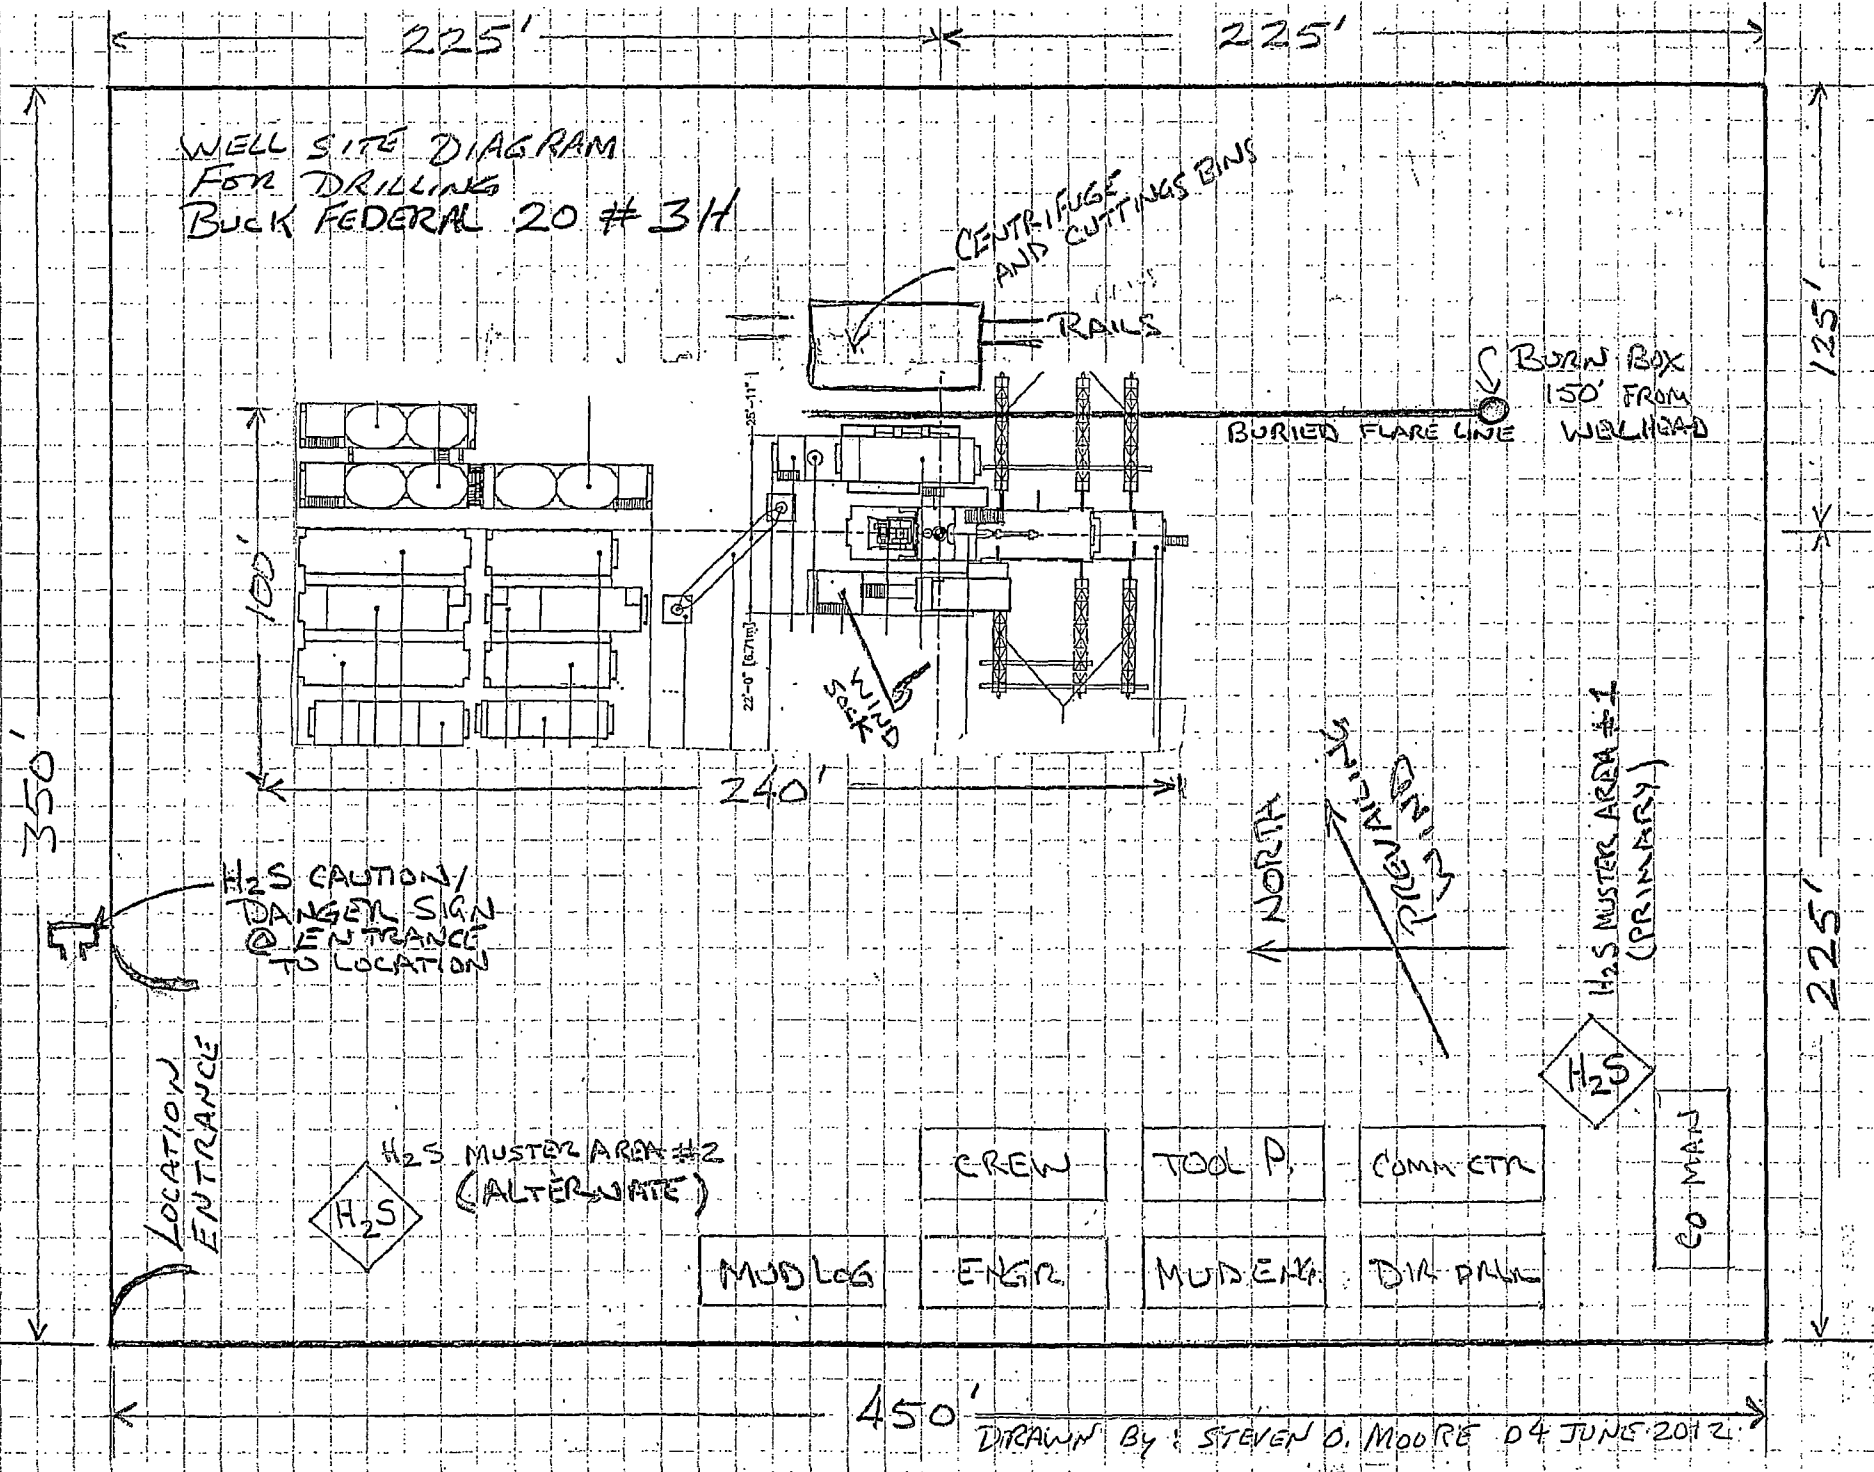 225'
225'
WELL SITE DIAGRAM
FOR DRILLING
BUCK FEDERAL 20 # 3H
CENTRIFUGE
AND CUTTINGS BINS
RAILS
125'
BURN BOX
150' FROM
WELLHEAD
BURIED FLARE LINE
25'-11"
100'
22'-0" [6.71m]
WIND
SOCK
240'
350'
H2S CAUTION/
DANGER SIGN
@ ENTRANCE
TO LOCATION
NORTH
PREVAILING
WIND
H2S MUSTER AREA #1
(PRIMARY)
225'
H2S
LOCATION
ENTRANCE
H2S MUSTER AREA #2
(ALTERNATE)
H2S
CREW
TOOL P.
COMM CTR
CO MAN
MUD LOG
ENGR
MUD ENG.
DIR DRLR
450'
DRAWN BY: STEVEN O. MOORE 04 JUNE 2012